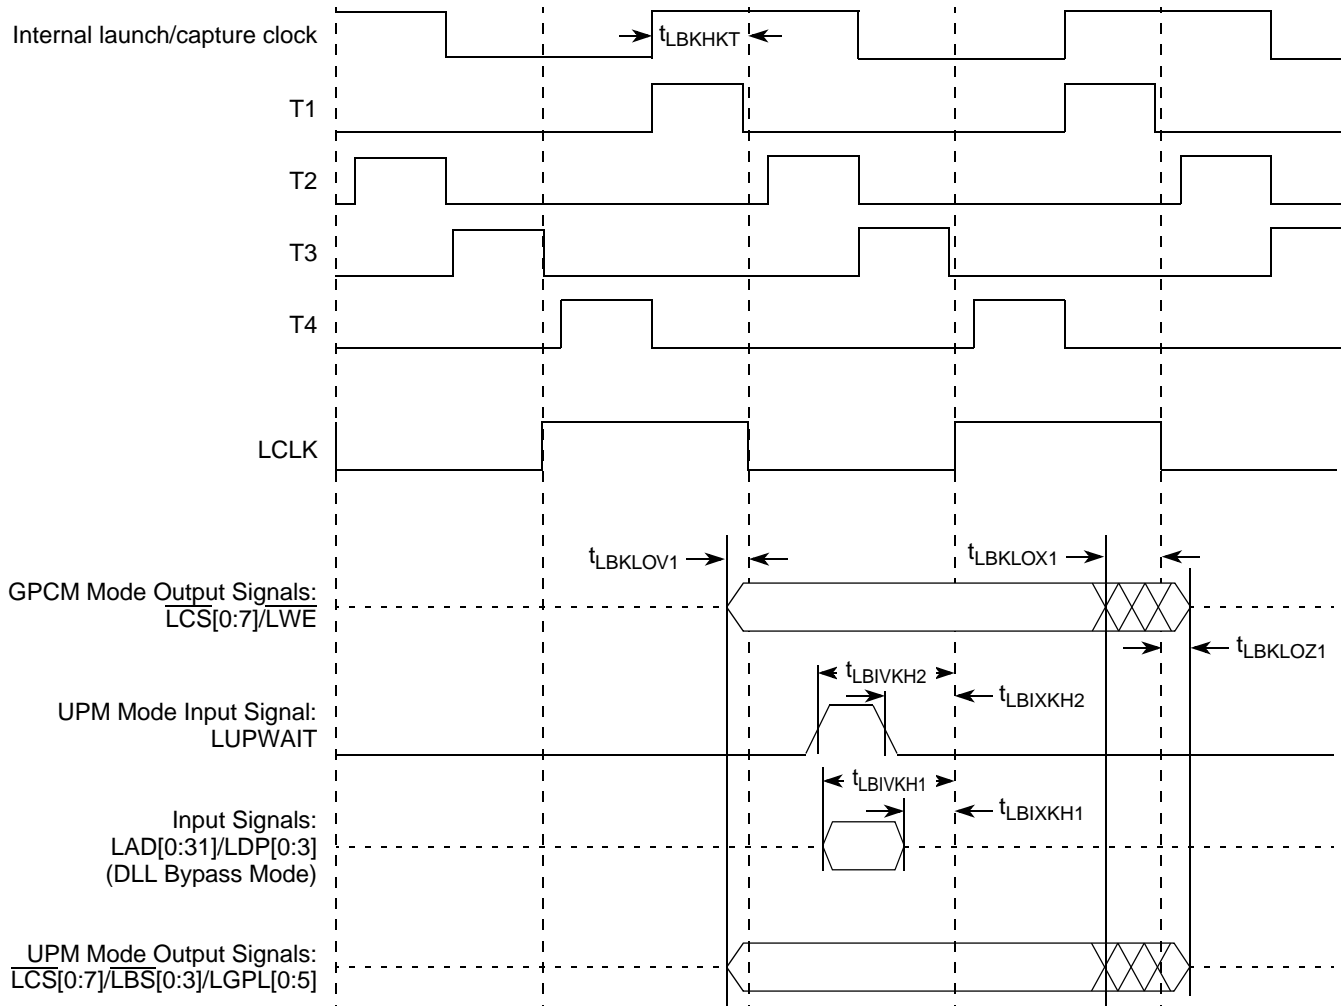 Internal launch/capture clock
tLBKHKT
T1
T2
T3
T4
LCLK
tLBKLOV1
tLBKLOX1
GPCM Mode Output Signals:
LCS[0:7]/LWE
tLBKLOZ1
tLBIVKH2
tLBIXKH2
UPM Mode Input Signal:
LUPWAIT
tLBIVKH1
tLBIXKH1
Input Signals:
LAD[0:31]/LDP[0:3]
(DLL Bypass Mode)
UPM Mode Output Signals:
LCS[0:7]/LBS[0:3]/LGPL[0:5]